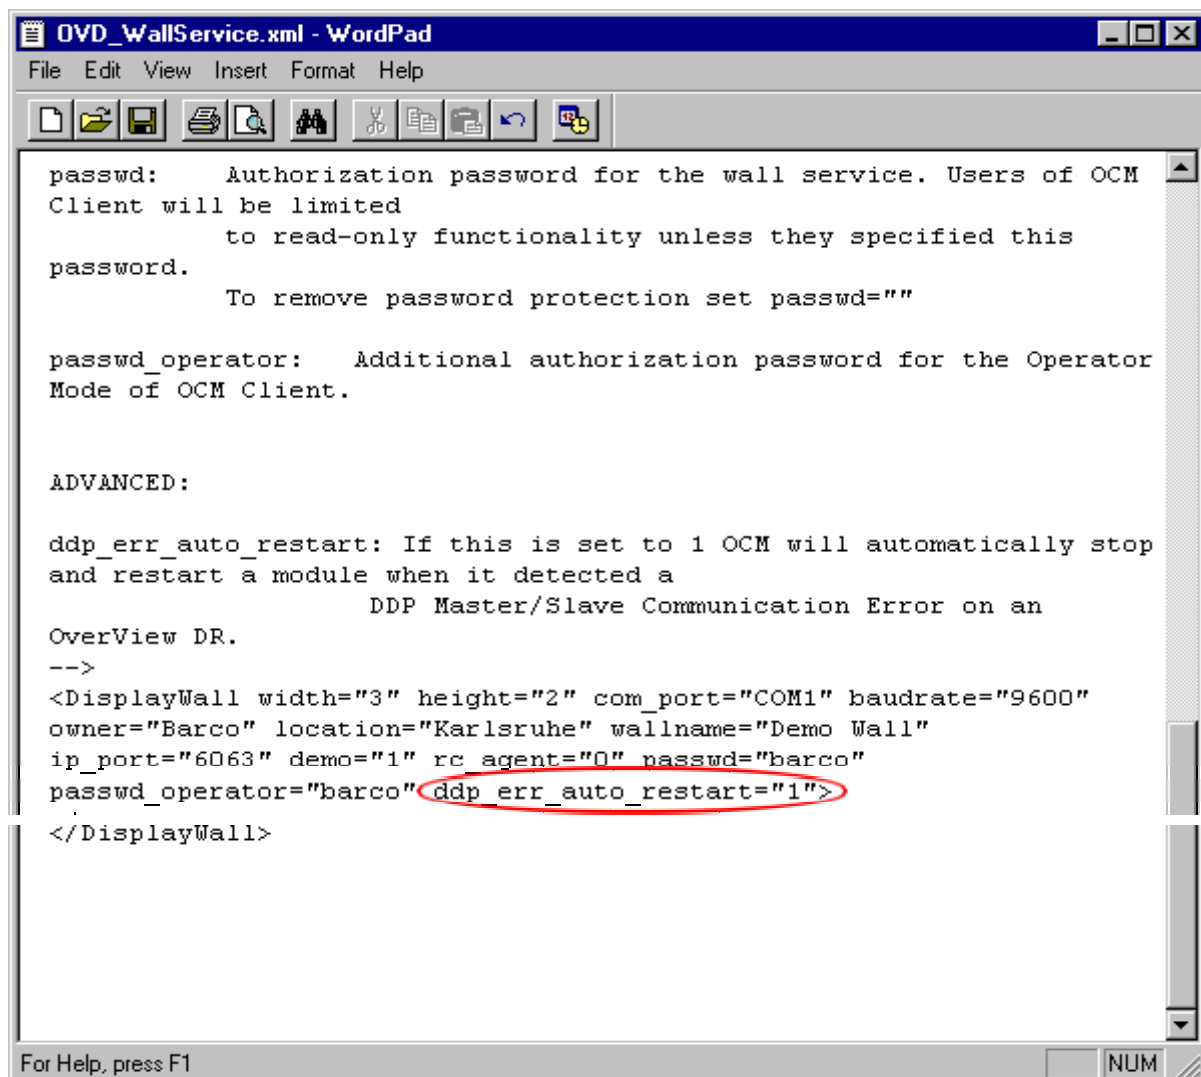 OVD_WallService.xml - WordPad
File Edit View Insert Format Help
passwd: Authorization password for the wall service. Users of OCM
Client will be limited
to read-only functionality unless they specified this
password.
To remove password protection set passwd=""
passwd_operator: Additional authorization password for the Operator
Mode of OCM Client.
ADVANCED:
ddp_err_auto_restart: If this is set to 1 OCM will automatically stop
and restart a module when it detected a
DDP Master/Slave Communication Error on an
OverView DR.
-->
<DisplayWall width="3" height="2" com_port="COM1" baudrate="9600"
owner="Barco" location="Karlsruhe" wallname="Demo Wall"
ip_port="6063" demo="1" rc_agent="0" passwd="barco"
passwd_operator="barco" ddp_err_auto_restart="1">
</DisplayWall>
For Help, press F1
NUM